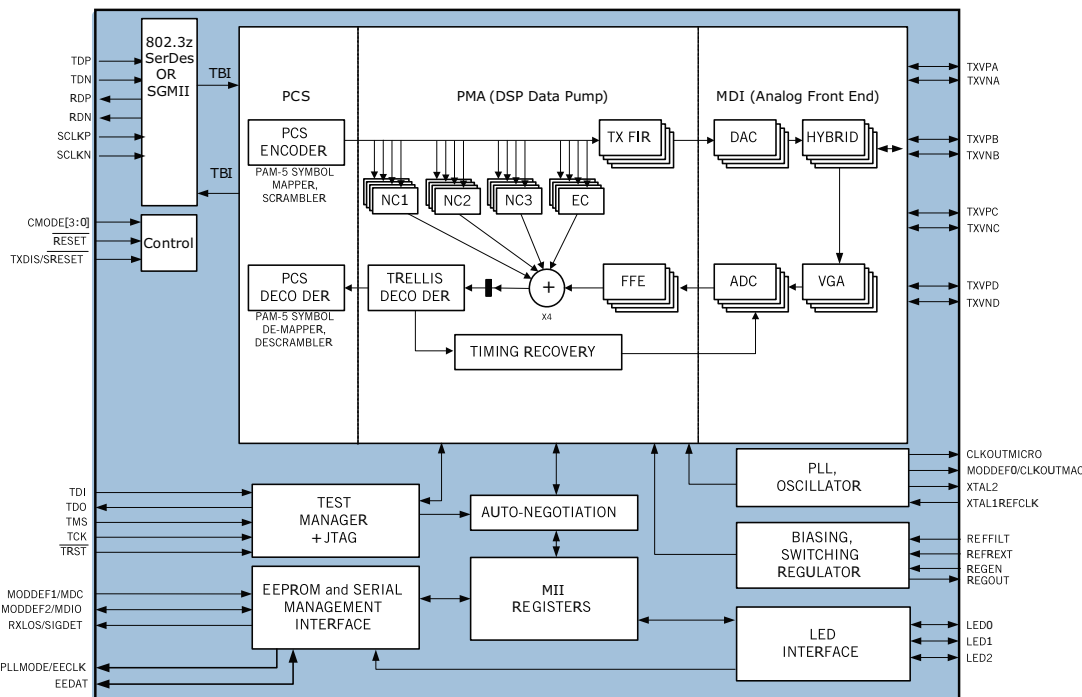 802.3z
SerDes
OR
SGMII
TDP
TDN
RDP
RDN
SCLKP
SCLKN
TBI
TBI
CMODE[3:0]
RESET
TXDIS/SRESET
Control
PCS
PMA (DSP Data Pump)
MDI (Analog Front End)
PCS
ENCODER
PAM-5 SYMBOL
MAPPER,
SCRAMBLER
TX FIR
DAC
HYBRID
NC1
NC2
NC3
EC
PCS
DECO DER
PAM-5 SYMBOL
DE-MAPPER,
DESCRAMBLER
TRELLIS
DECO DER
+
X4
FFE
ADC
VGA
TIMING RECOVERY
TXVPA
TXVNA
TXVPB
TXVNB
TXVPC
TXVNC
TXVPD
TXVND
TDI
TDO
TMS
TCK
TRST
TEST
MANAGER
+JTAG
AUTO-NEGOTIATION
PLL,
OSCILLATOR
CLKOUTMICRO
MODDEF0/CLKOUTMAC
XTAL2
XTAL1REFCLK
BIASING,
SWITCHING
REGULATOR
REFFILT
REFREXT
REGEN
REGOUT
MODDEF1/MDC
MODDEF2/MDIO
RXLOS/SIGDET
PLLMODE/EECLK
EEDAT
EEPROM and SERIAL
MANAGEMENT
INTERFACE
MII
REGISTERS
LED
INTERFACE
LED0
LED1
LED2